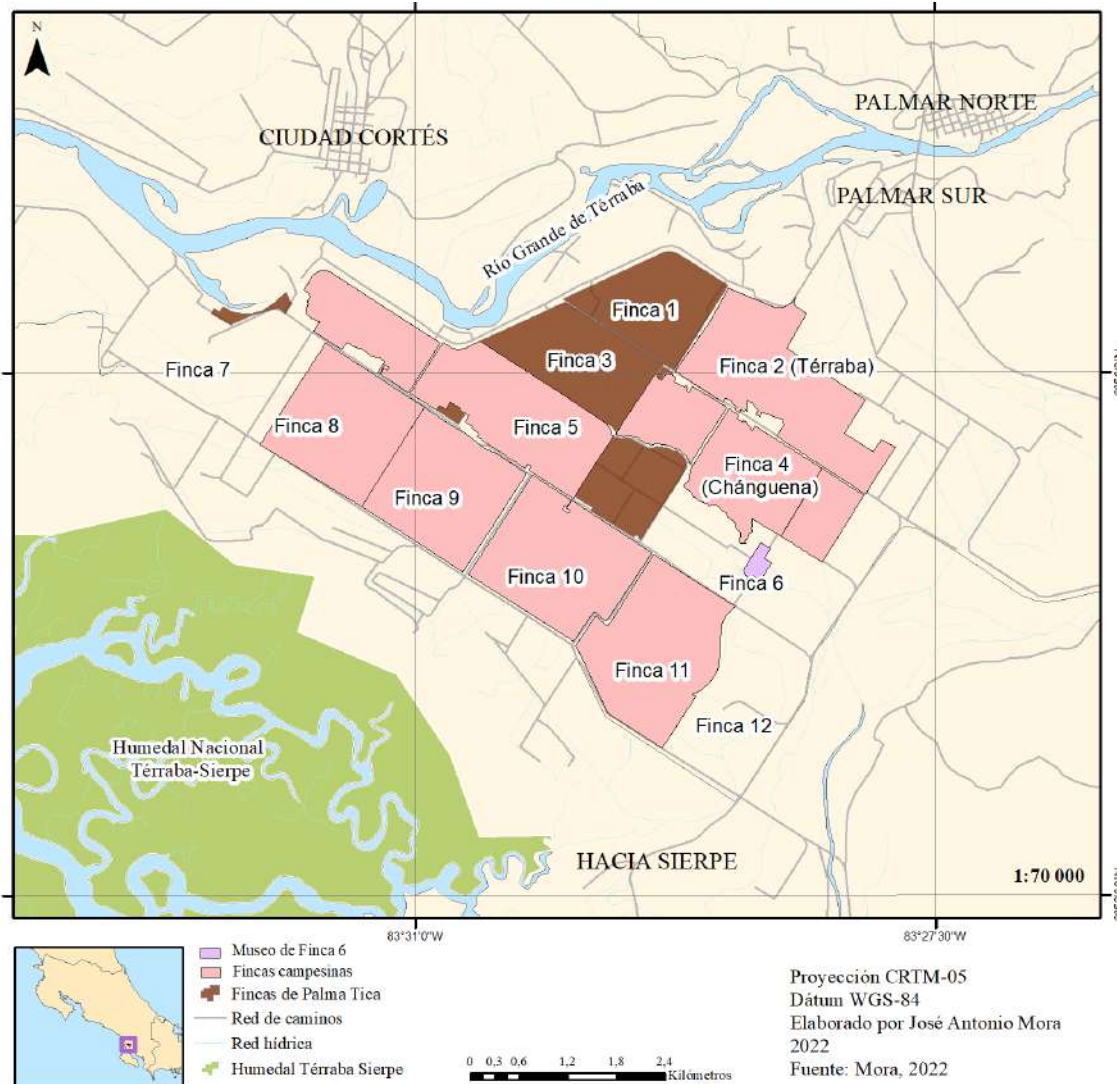 N
CIUDAD CORTÉS
PALMAR NORTE
PALMAR SUR
Río Grande de Térraba
Finca 1
Finca 3
Finca 2 (Térraba)
Finca 7
Finca 8
Finca 5
Finca 4
(Chánguena)
Finca 9
Finca 10
Finca 6
Finca 11
Finca 12
Humedal Nacional
Térraba-Sierpe
HACIA SIERPE
1:70 000
83°31'0"W
83°27'30"W
Museo de Finca 6
Fincas campesinas
Fincas de Palma Tica
Red de caminos
Red hídrica
Humedal Térraba Sierpe
0 0,3 0,6 1,2 1,8 2,4
Kilómetros
Proyección CRTM-05
Dátum WGS-84
Elaborado por José Antonio Mora
2022
Fuente: Mora, 2022